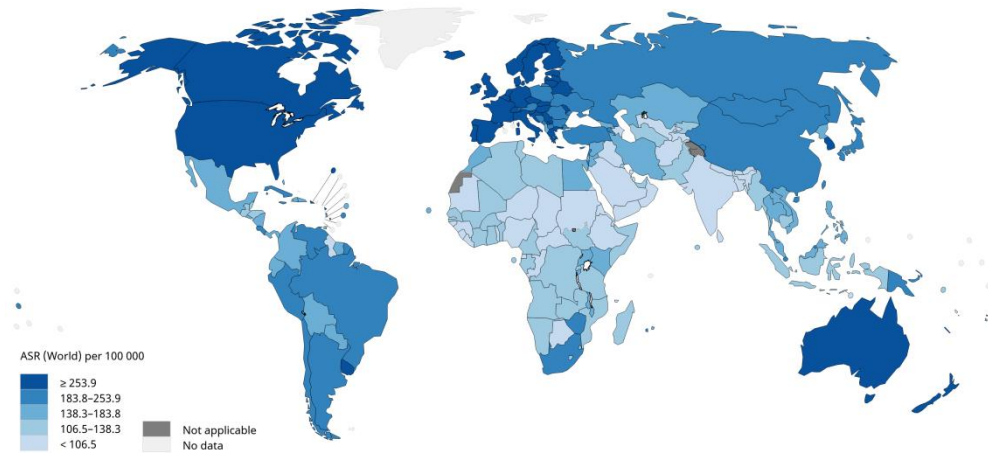 ASR (World) per 100 000
≥ 253.9
183.8–253.9
138.3–183.8
106.5–138.3
< 106.5
Not applicable
No data